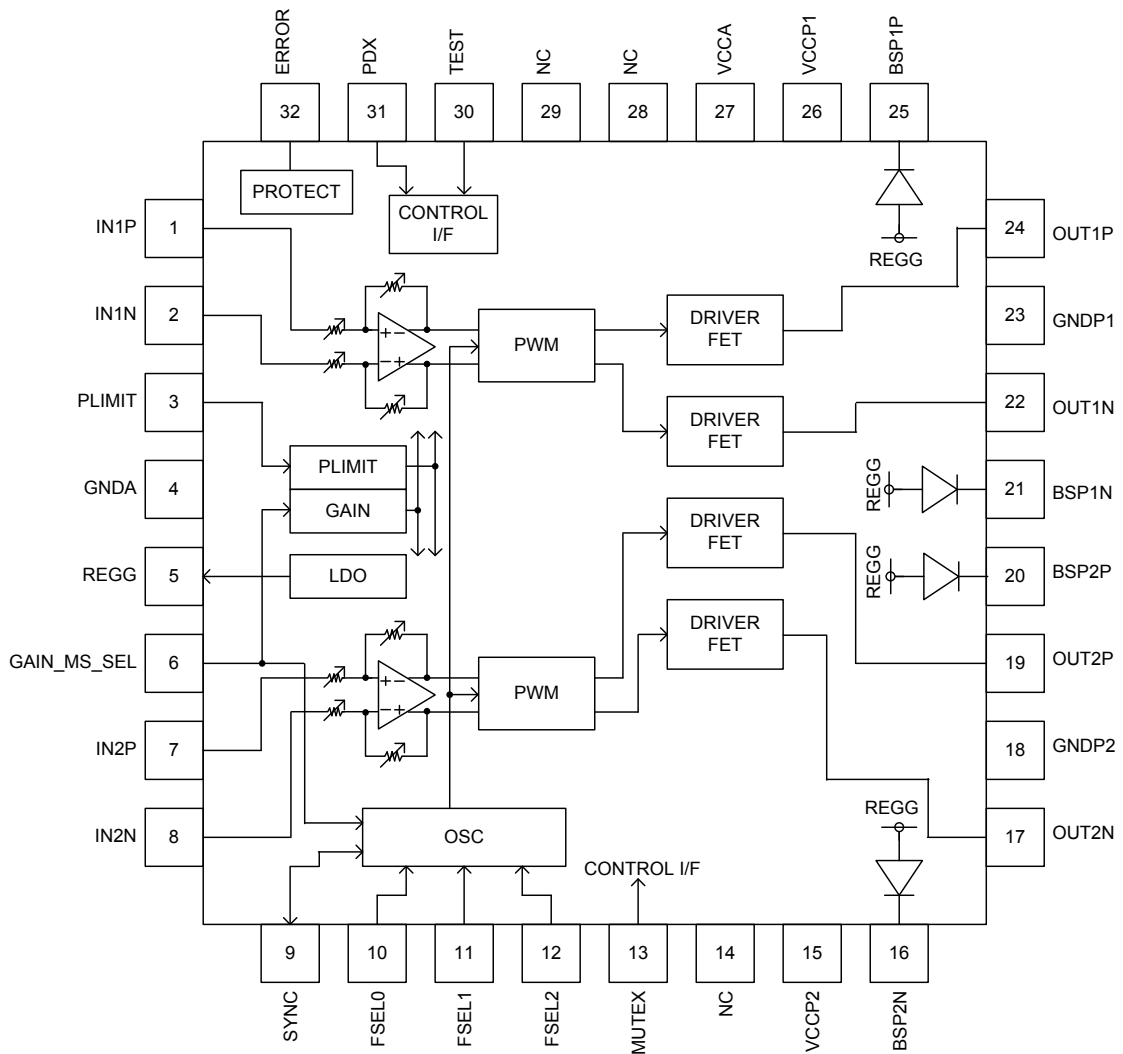 ERROR
PDX
TEST
NC
NC
VCCA
VCCP1
BSP1P
32
31
30
29
28
27
26
25
PROTECT
CONTROL
I/F
REGG
IN1P
1
24
OUT1P
IN1N
2
23
GNDP1
+ −
− +
PWM
DRIVER
FET
PLIMIT
3
22
OUT1N
DRIVER
FET
GNDA
4
PLIMIT
GAIN
REGG
21
BSP1N
DRIVER
FET
REGG
5
LDO
REGG
20
BSP2P
DRIVER
FET
GAIN_MS_SEL
6
19
OUT2P
+ −
− +
PWM
IN2P
7
18
GNDP2
IN2N
8
OSC
REGG
17
OUT2N
CONTROL I/F
9
10
11
12
13
14
15
16
SYNC
FSEL0
FSEL1
FSEL2
MUTEX
NC
VCCP2
BSP2N